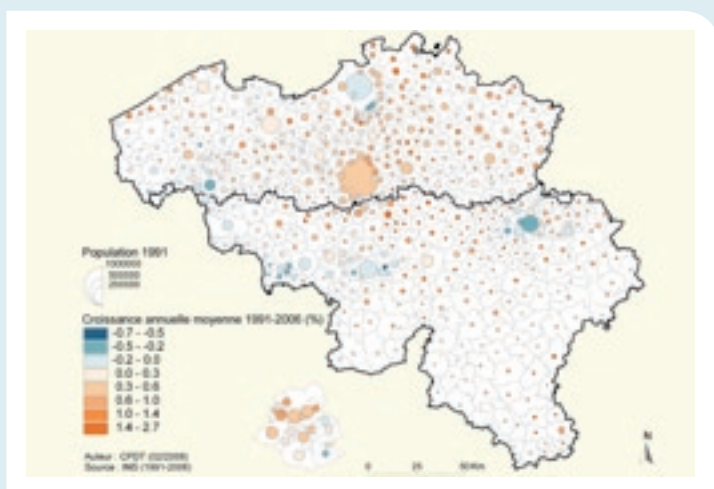 Population 1991
1000000
500000
250000
Croissance annuelle moyenne 1991-2006 (%)
-0.7 - -0.5
-0.5 - -0.2
-0.2 - 0.0
0.0 - 0.3
0.3 - 0.6
0.6 - 1.0
1.0 - 1.4
1.4 - 2.7
Auteur : CPDT (02/2009)
Source : INS (1991-2006)
0 25 50 Km
N